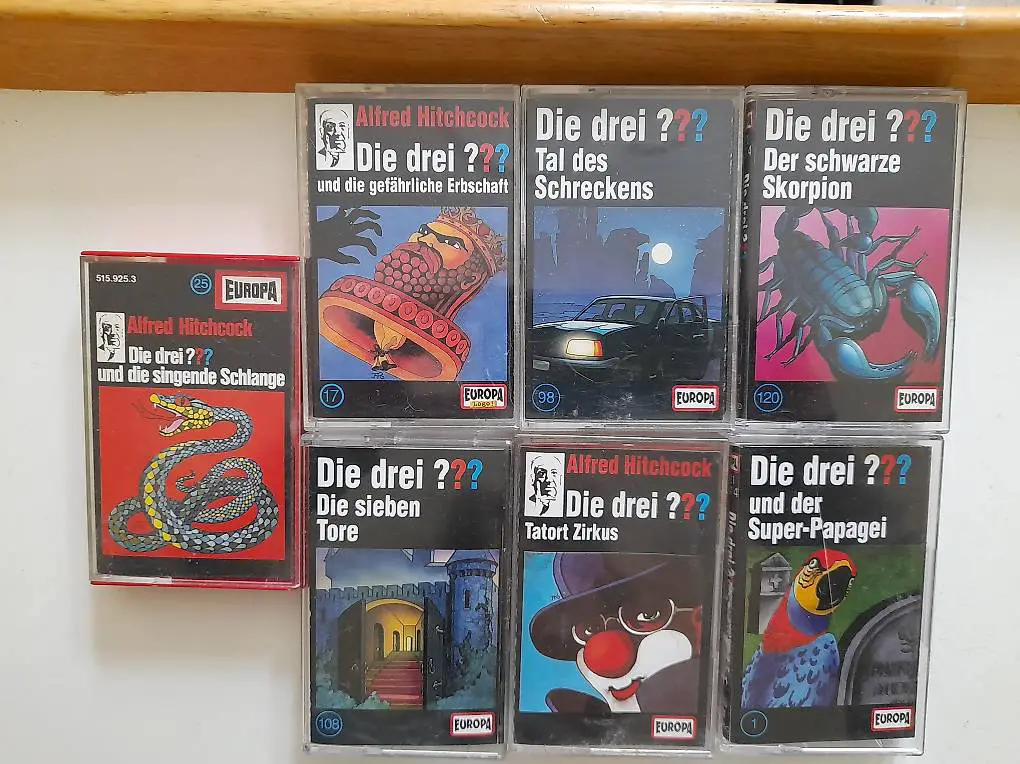 515.925.3
25
EUROPA
Alfred Hitchcock
Die drei ???
und die singende Schlange
Alfred Hitchcock
Die drei ???
und die gefährliche Erbschaft
17
EUROPA
Logo!
Die drei ???
Tal des
Schreckens
98
EUROPA
Die drei ???
Der schwarze
Skorpion
120
EUROPA
Die drei ???
Die sieben
Tore
108
EUROPA
Alfred Hitchcock
Die drei ???
Tatort Zirkus
EUROPA
Die drei ???
und der
Super-Papagei
1
EUROPA